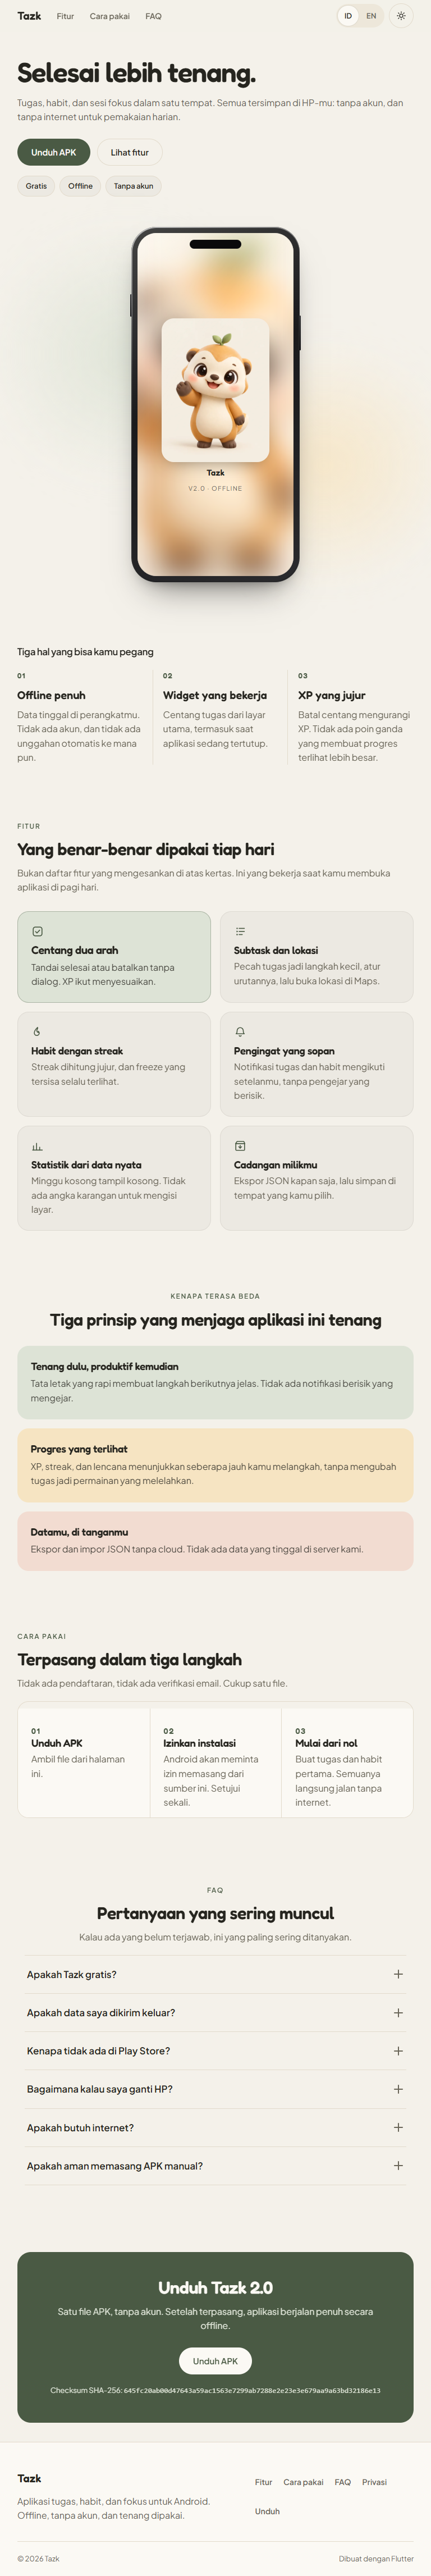 Tazk Fitur Cara pakai FAQ ID EN
Selesai lebih tenang.
Tugas, habit, dan sesi fokus dalam satu tempat. Semua tersimpan di HP-mu: tanpa akun, dan
tanpa internet untuk pemakaian harian.
Unduh APK Lihat fitur
Gratis Offline Tanpa akun
Tazk
V2.0 · OFFLINE
Tiga hal yang bisa kamu pegang
01
Offline penuh
Data tinggal di perangkatmu.
Tidak ada akun, dan tidak ada
unggahan otomatis ke mana
pun.
02
Widget yang bekerja
Centang tugas dari layar
utama, termasuk saat
aplikasi sedang tertutup.
03
XP yang jujur
Batal centang mengurangi
XP. Tidak ada poin ganda
yang membuat progres
terlihat lebih besar.
FITUR
Yang benar-benar dipakai tiap hari
Bukan daftar fitur yang mengesankan di atas kertas. Ini yang bekerja saat kamu membuka
aplikasi di pagi hari.
Centang dua arah
Tandai selesai atau batalkan tanpa
dialog. XP ikut menyesuaikan.
Subtask dan lokasi
Pecah tugas jadi langkah kecil, atur
urutannya, lalu buka lokasi di Maps.
Habit dengan streak
Streak dihitung jujur, dan freeze yang
tersisa selalu terlihat.
Pengingat yang sopan
Notifikasi tugas dan habit mengikuti
setelanmu, tanpa pengejar yang
berisik.
Statistik dari data nyata
Minggu kosong tampil kosong. Tidak
ada angka karangan untuk mengisi
layar.
Cadangan milikmu
Ekspor JSON kapan saja, lalu simpan di
tempat yang kamu pilih.
KENAPA TERASA BEDA
Tiga prinsip yang menjaga aplikasi ini tenang
Tenang dulu, produktif kemudian
Tata letak yang rapi membuat langkah berikutnya jelas. Tidak ada notifikasi berisik yang
mengejar.
Progres yang terlihat
XP, streak, dan lencana menunjukkan seberapa jauh kamu melangkah, tanpa mengubah
tugas jadi permainan yang melelahkan.
Datamu, di tanganmu
Ekspor dan impor JSON tanpa cloud. Tidak ada data yang tinggal di server kami.
CARA PAKAI
Terpasang dalam tiga langkah
Tidak ada pendaftaran, tidak ada verifikasi email. Cukup satu file.
01
Unduh APK
Ambil file dari halaman
ini.
02
Izinkan instalasi
Android akan meminta
izin memasang dari
sumber ini. Setujui
sekali.
03
Mulai dari nol
Buat tugas dan habit
pertama. Semuanya
langsung jalan tanpa
internet.
FAQ
Pertanyaan yang sering muncul
Kalau ada yang belum terjawab, ini yang paling sering ditanyakan.
Apakah Tazk gratis?
Apakah data saya dikirim keluar?
Kenapa tidak ada di Play Store?
Bagaimana kalau saya ganti HP?
Apakah butuh internet?
Apakah aman memasang APK manual?
Unduh Tazk 2.0
Satu file APK, tanpa akun. Setelah terpasang, aplikasi berjalan penuh secara
offline.
Unduh APK
Checksum SHA-256: 645fc20ab00d47643a59ac1563e7299ab7288e2e23e3e679aa9a63bd32186e13
Tazk
Aplikasi tugas, habit, dan fokus untuk Android.
Offline, tanpa akun, dan tenang dipakai.
Fitur Cara pakai FAQ Privasi
Unduh
© 2026 Tazk Dibuat dengan Flutter